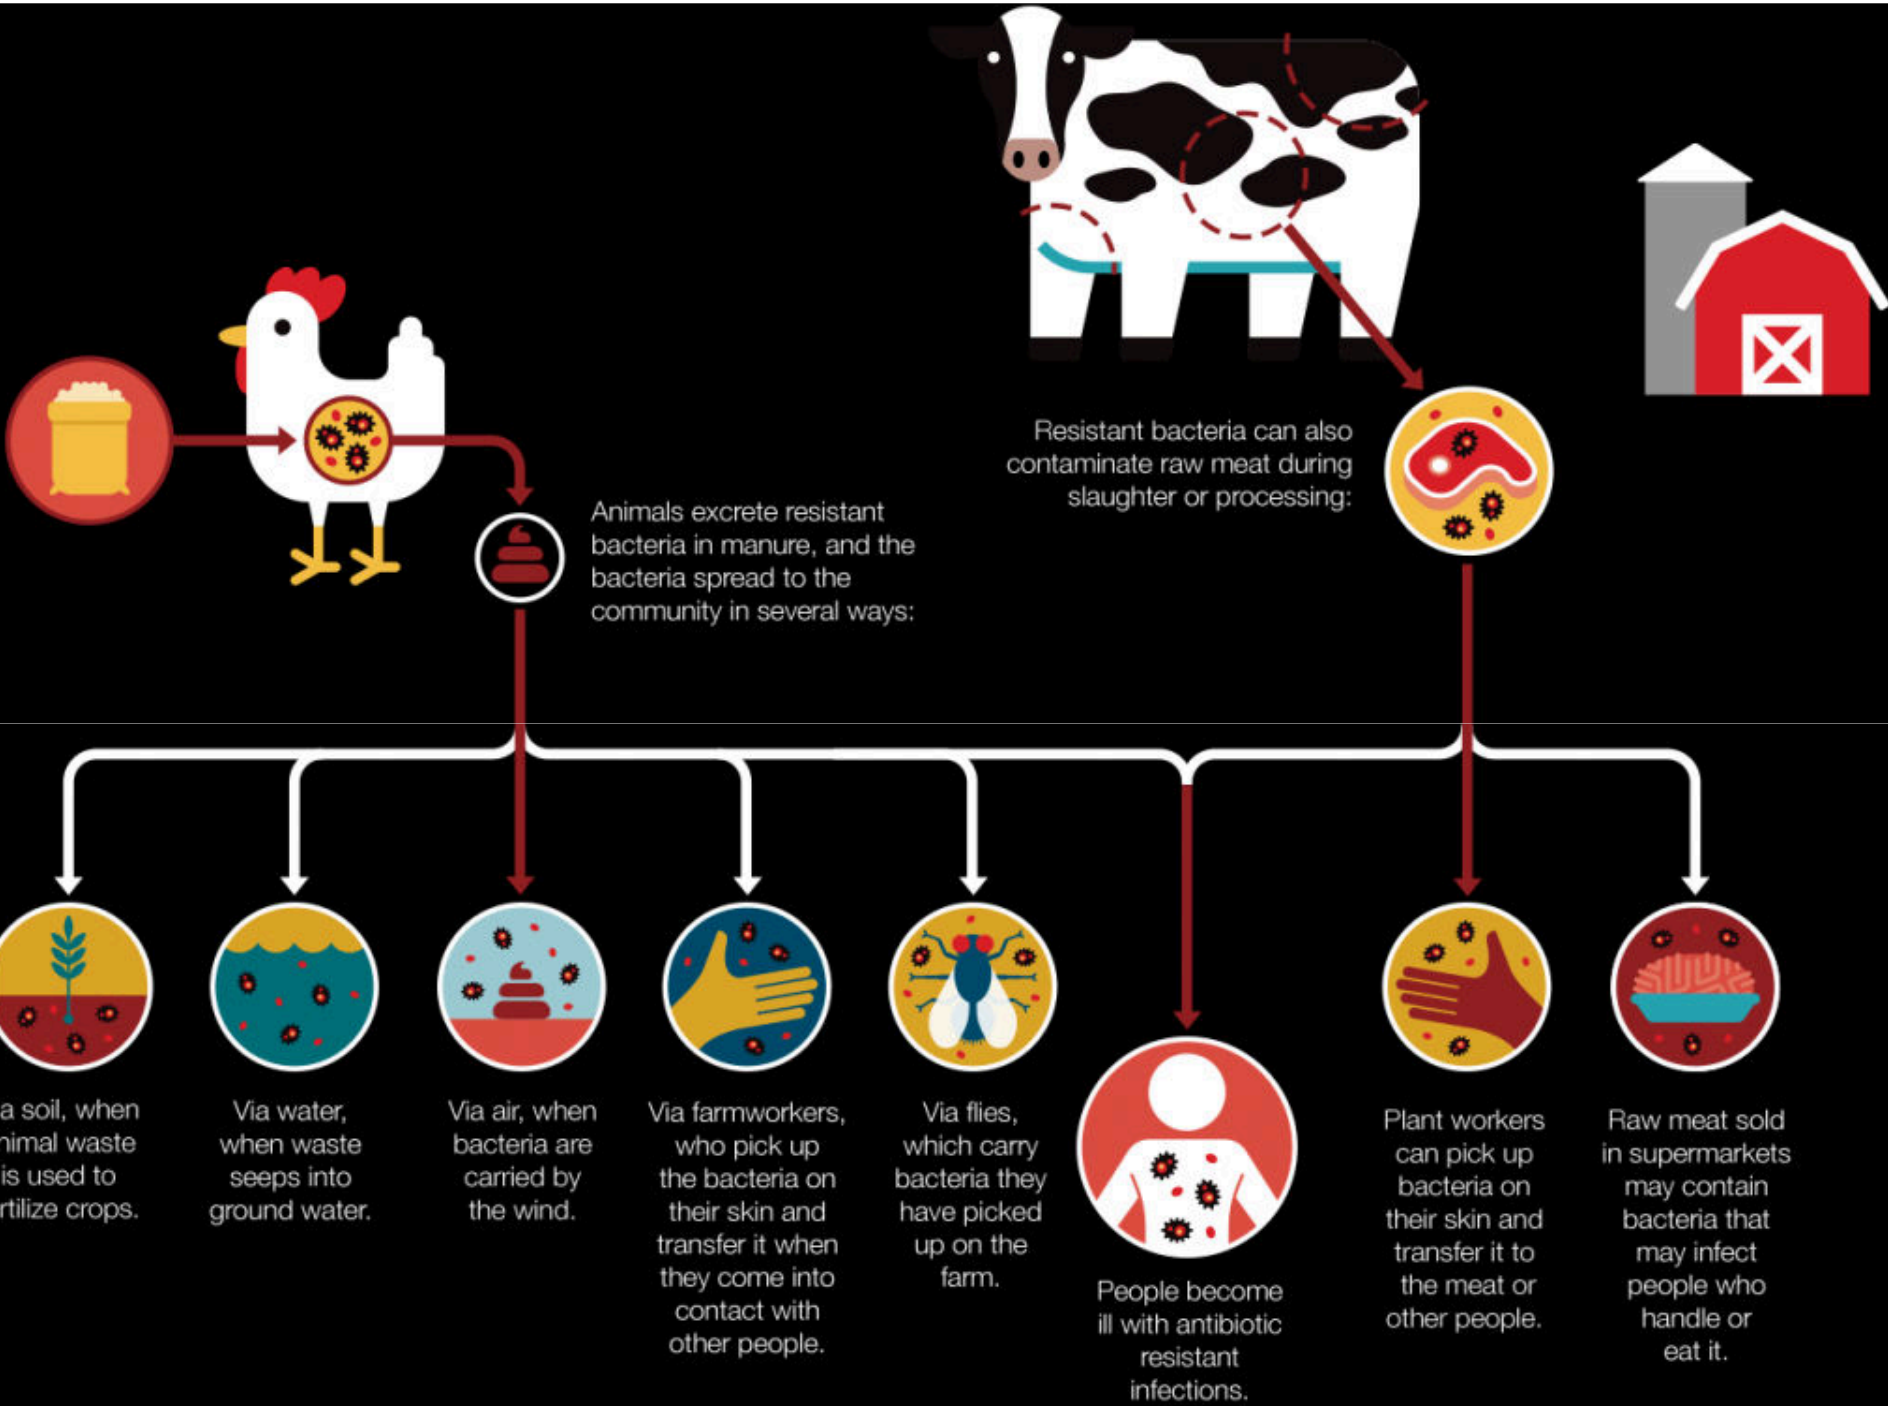 Animals excrete resistant
bacteria in manure, and the
bacteria spread to the
community in several ways:
Resistant bacteria can also
contaminate raw meat during
slaughter or processing:
a soil, when
nimal waste
is used to
rtilize crops.
Via water,
when waste
seeps into
ground water.
Via air, when
bacteria are
carried by
the wind.
Via farmworkers,
who pick up
the bacteria on
their skin and
transfer it when
they come into
contact with
other people.
Via flies,
which carry
bacteria they
have picked
up on the
farm.
People become
ill with antibiotic
resistant
infections.
Plant workers
can pick up
bacteria on
their skin and
transfer it to
the meat or
other people.
Raw meat sold
in supermarkets
may contain
bacteria that
may infect
people who
handle or
eat it.